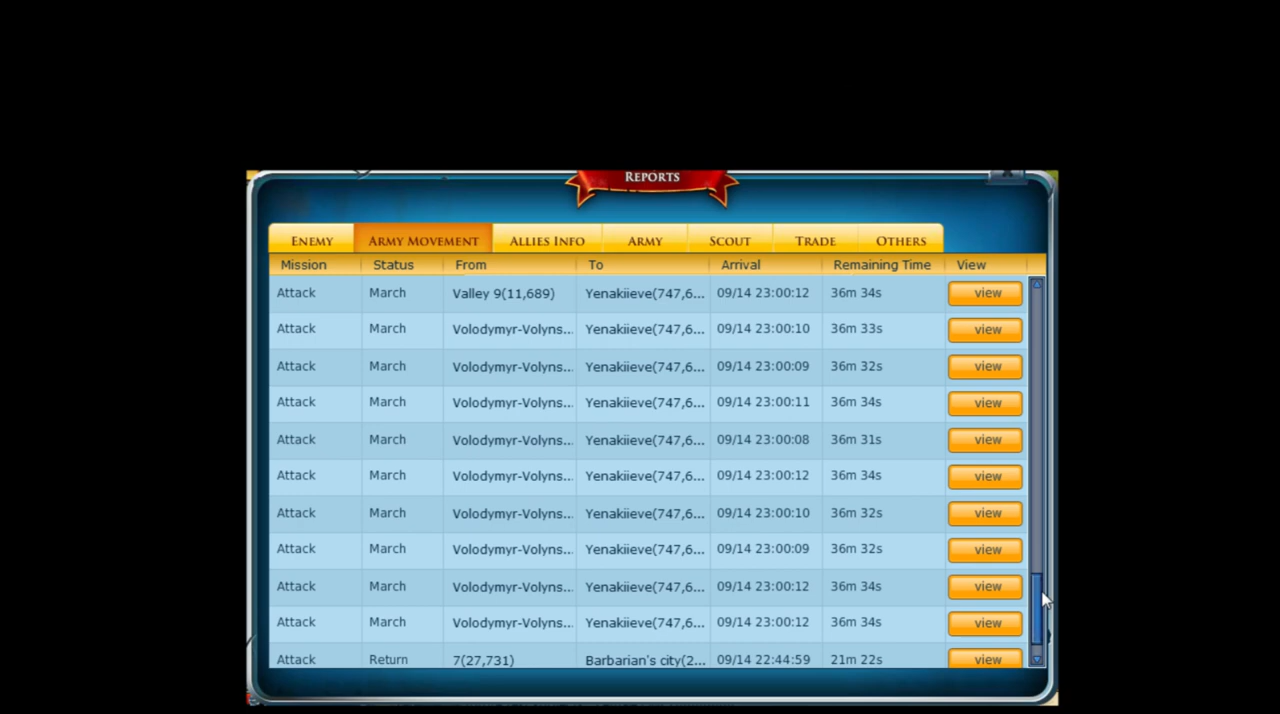 REPORTS
ENEMY ARMY MOVEMENT ALLIES INFO ARMY SCOUT TRADE OTHERS
Mission Status From To Arrival Remaining Time View
Attack March Valley 9(11,689) Yenakiieve(747,6... 09/14 23:00:12 36m 34s view
Attack March Volodymyr-Volyns... Yenakiieve(747,6... 09/14 23:00:10 36m 33s view
Attack March Volodymyr-Volyns... Yenakiieve(747,6... 09/14 23:00:09 36m 32s view
Attack March Volodymyr-Volyns... Yenakiieve(747,6... 09/14 23:00:11 36m 34s view
Attack March Volodymyr-Volyns... Yenakiieve(747,6... 09/14 23:00:08 36m 31s view
Attack March Volodymyr-Volyns... Yenakiieve(747,6... 09/14 23:00:12 36m 34s view
Attack March Volodymyr-Volyns... Yenakiieve(747,6... 09/14 23:00:10 36m 32s view
Attack March Volodymyr-Volyns... Yenakiieve(747,6... 09/14 23:00:09 36m 32s view
Attack March Volodymyr-Volyns... Yenakiieve(747,6... 09/14 23:00:12 36m 34s view
Attack March Volodymyr-Volyns... Yenakiieve(747,6... 09/14 23:00:12 36m 34s view
Attack Return 7(27,731) Barbarian's city(2... 09/14 22:44:59 21m 22s view